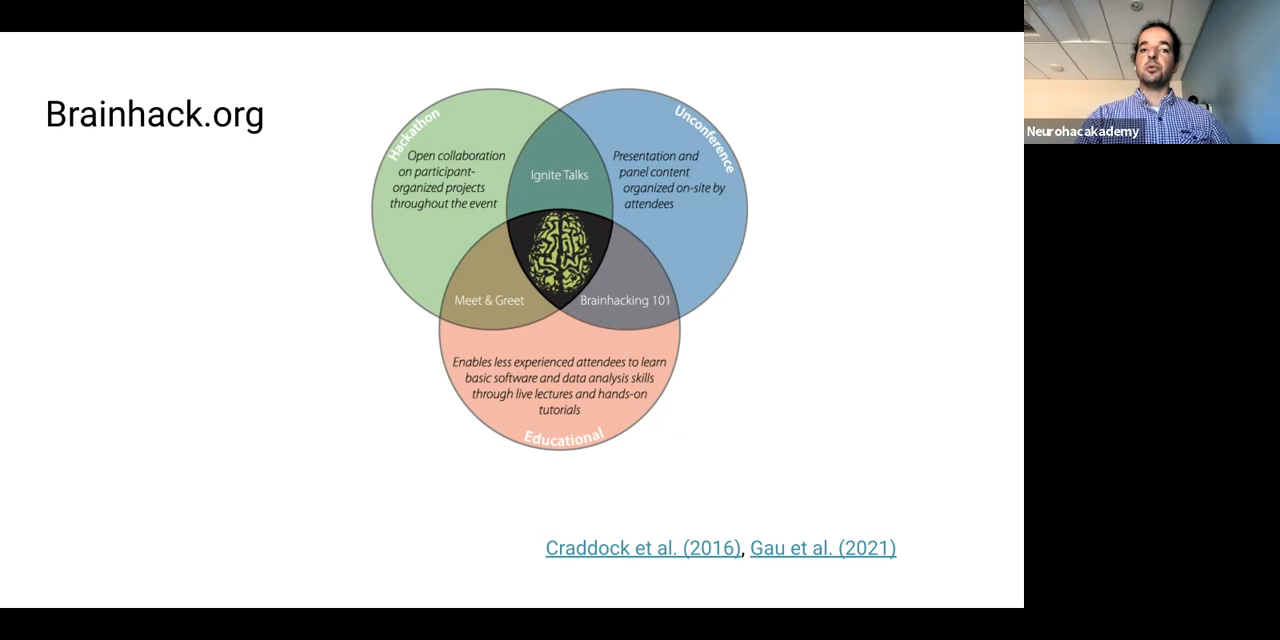 Brainhack.org
Hackathon
Open collaboration
on participant-
organized projects
throughout the event
Ignite Talks
Unconference
Presentation and
panel content
organized on-site by
attendees
Meet & Greet
Brainhacking 101
Enables less experienced attendees to learn
basic software and data analysis skills
through live lectures and hands-on
tutorials
Educational
Craddock et al. (2016), Gau et al. (2021)
Neurohacakademy